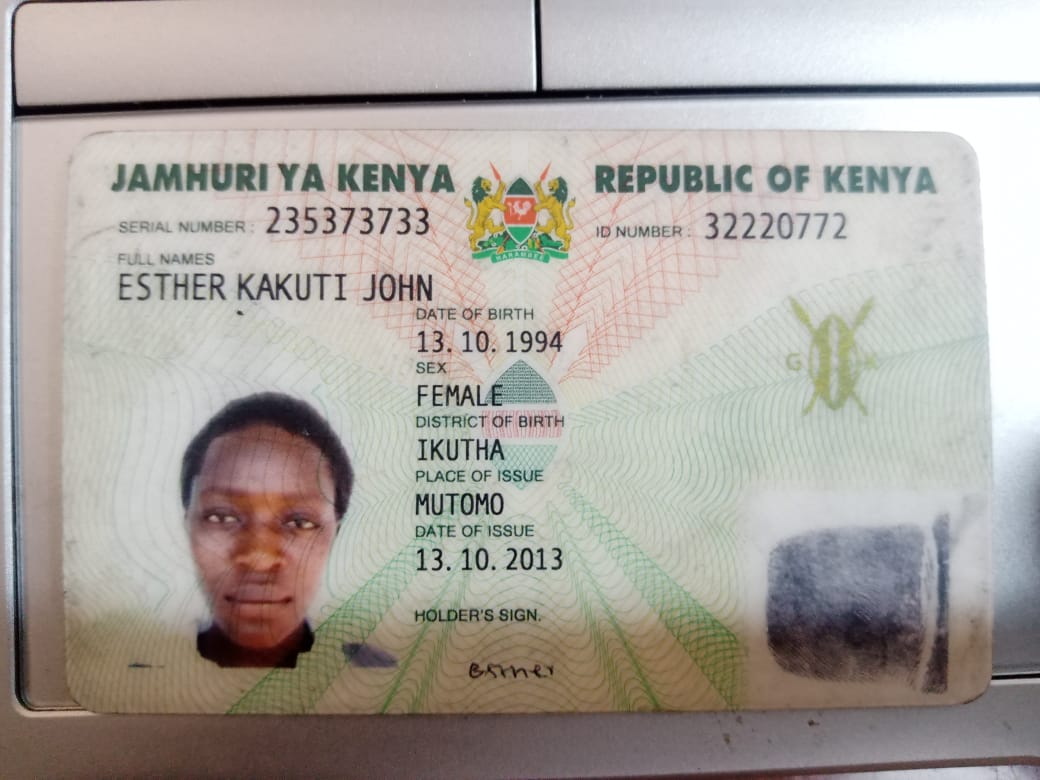 JAMHURI YA KENYA
REPUBLIC OF KENYA
SERIAL NUMBER : 235373733
ID NUMBER : 32220772
FULL NAMES
ESTHER KAKUTI JOHN
DATE OF BIRTH
13. 10. 1994
SEX
FEMALE
DISTRICT OF BIRTH
IKUTHA
PLACE OF ISSUE
MUTOMO
DATE OF ISSUE
13. 10. 2013
HOLDER'S SIGN.
Esther
HARAMBEE
G K